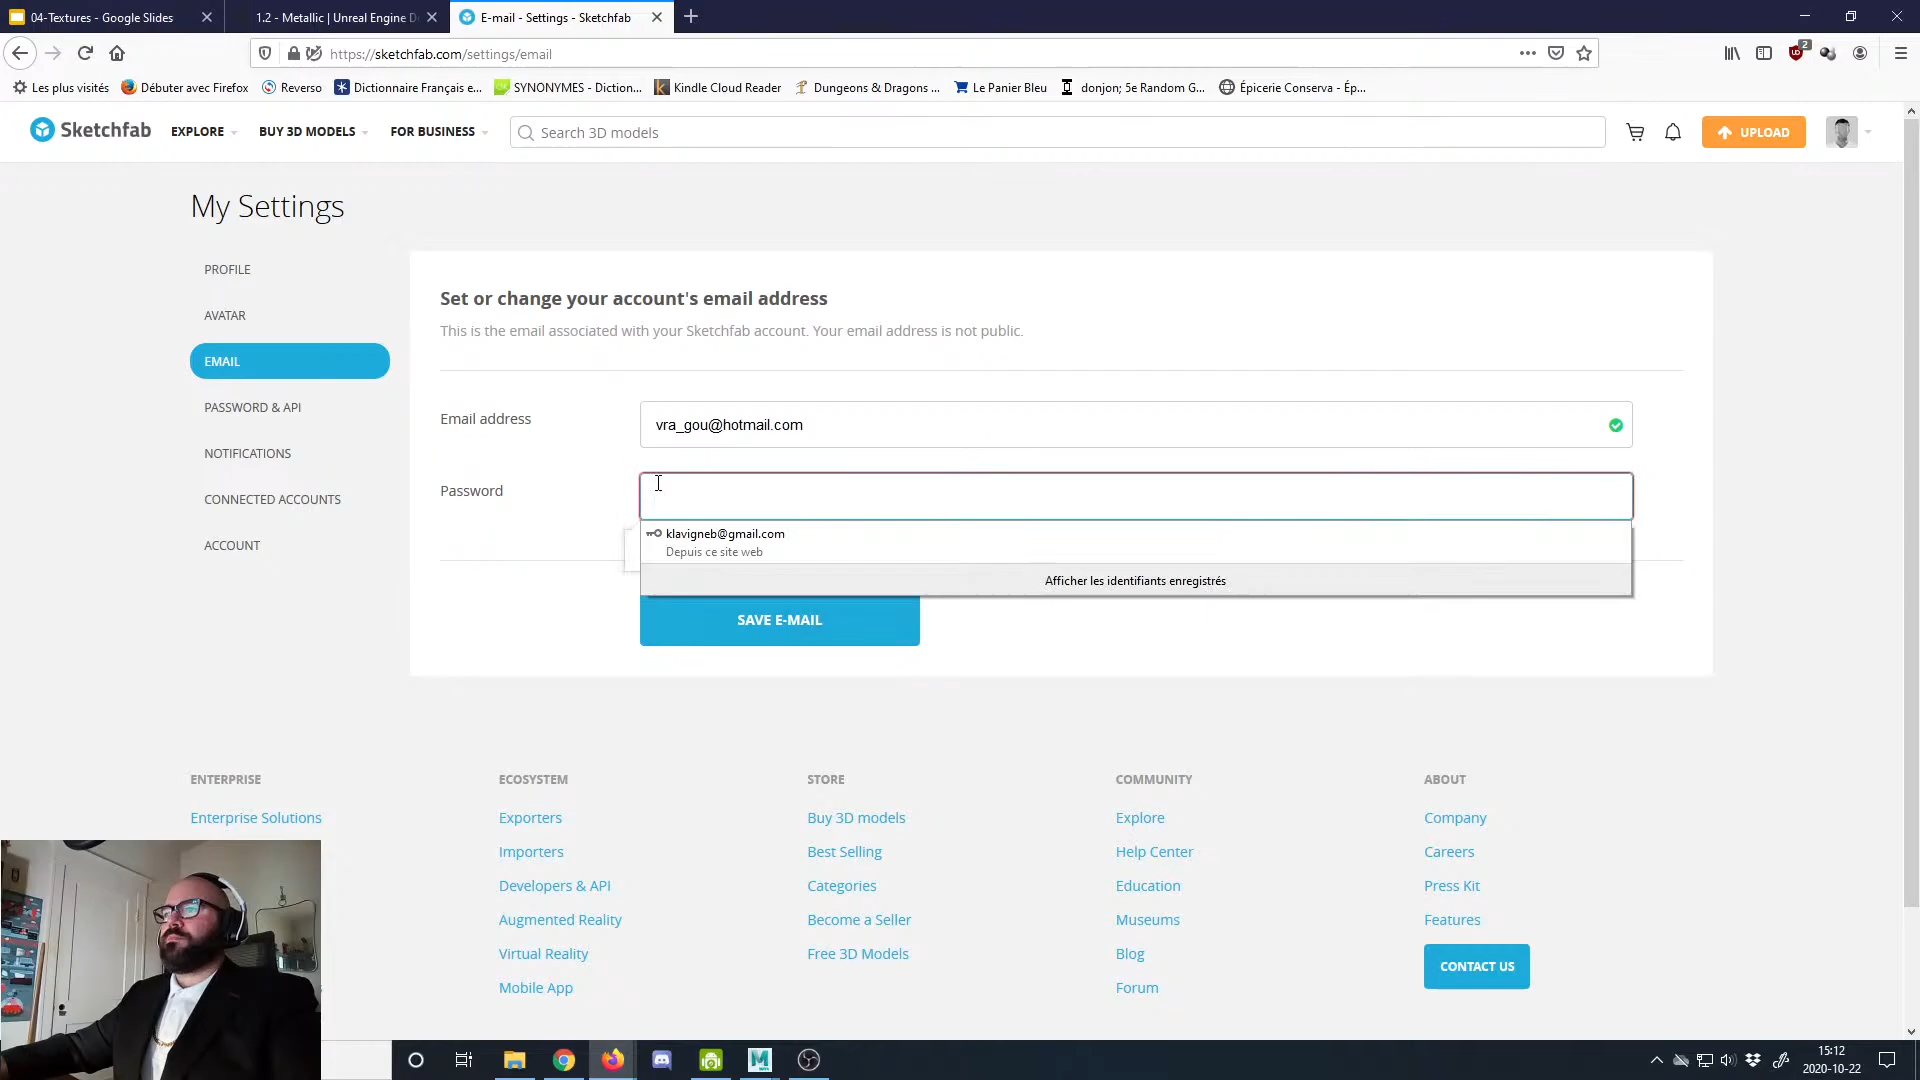 04-Textures - Google Slides
1.2 - Metallic | Unreal Engine D
E-mail - Settings - Sketchfab
https://sketchfab.com/settings/email
Les plus visités
Débuter avec Firefox
Reverso
Dictionnaire Français e...
SYNONYMES - Diction...
Kindle Cloud Reader
Dungeons & Dragons ...
Le Panier Bleu
donjon; 5e Random G...
Épicerie Conserva - Ép...
Sketchfab
EXPLORE
BUY 3D MODELS
FOR BUSINESS
Search 3D models
UPLOAD
My Settings
PROFILE
AVATAR
EMAIL
PASSWORD & API
NOTIFICATIONS
CONNECTED ACCOUNTS
ACCOUNT
Set or change your account's email address
This is the email associated with your Sketchfab account. Your email address is not public.
Email address
vra_gou@hotmail.com
Password
klavigneb@gmail.com
Depuis ce site web
Afficher les identifiants enregistrés
SAVE E-MAIL
ENTERPRISE
Enterprise Solutions
ECOSYSTEM
Exporters
Importers
Developers & API
Augmented Reality
Virtual Reality
Mobile App
STORE
Buy 3D models
Best Selling
Categories
Become a Seller
Free 3D Models
COMMUNITY
Explore
Help Center
Education
Museums
Blog
Forum
ABOUT
Company
Careers
Press Kit
Features
CONTACT US
15:12
2020-10-22